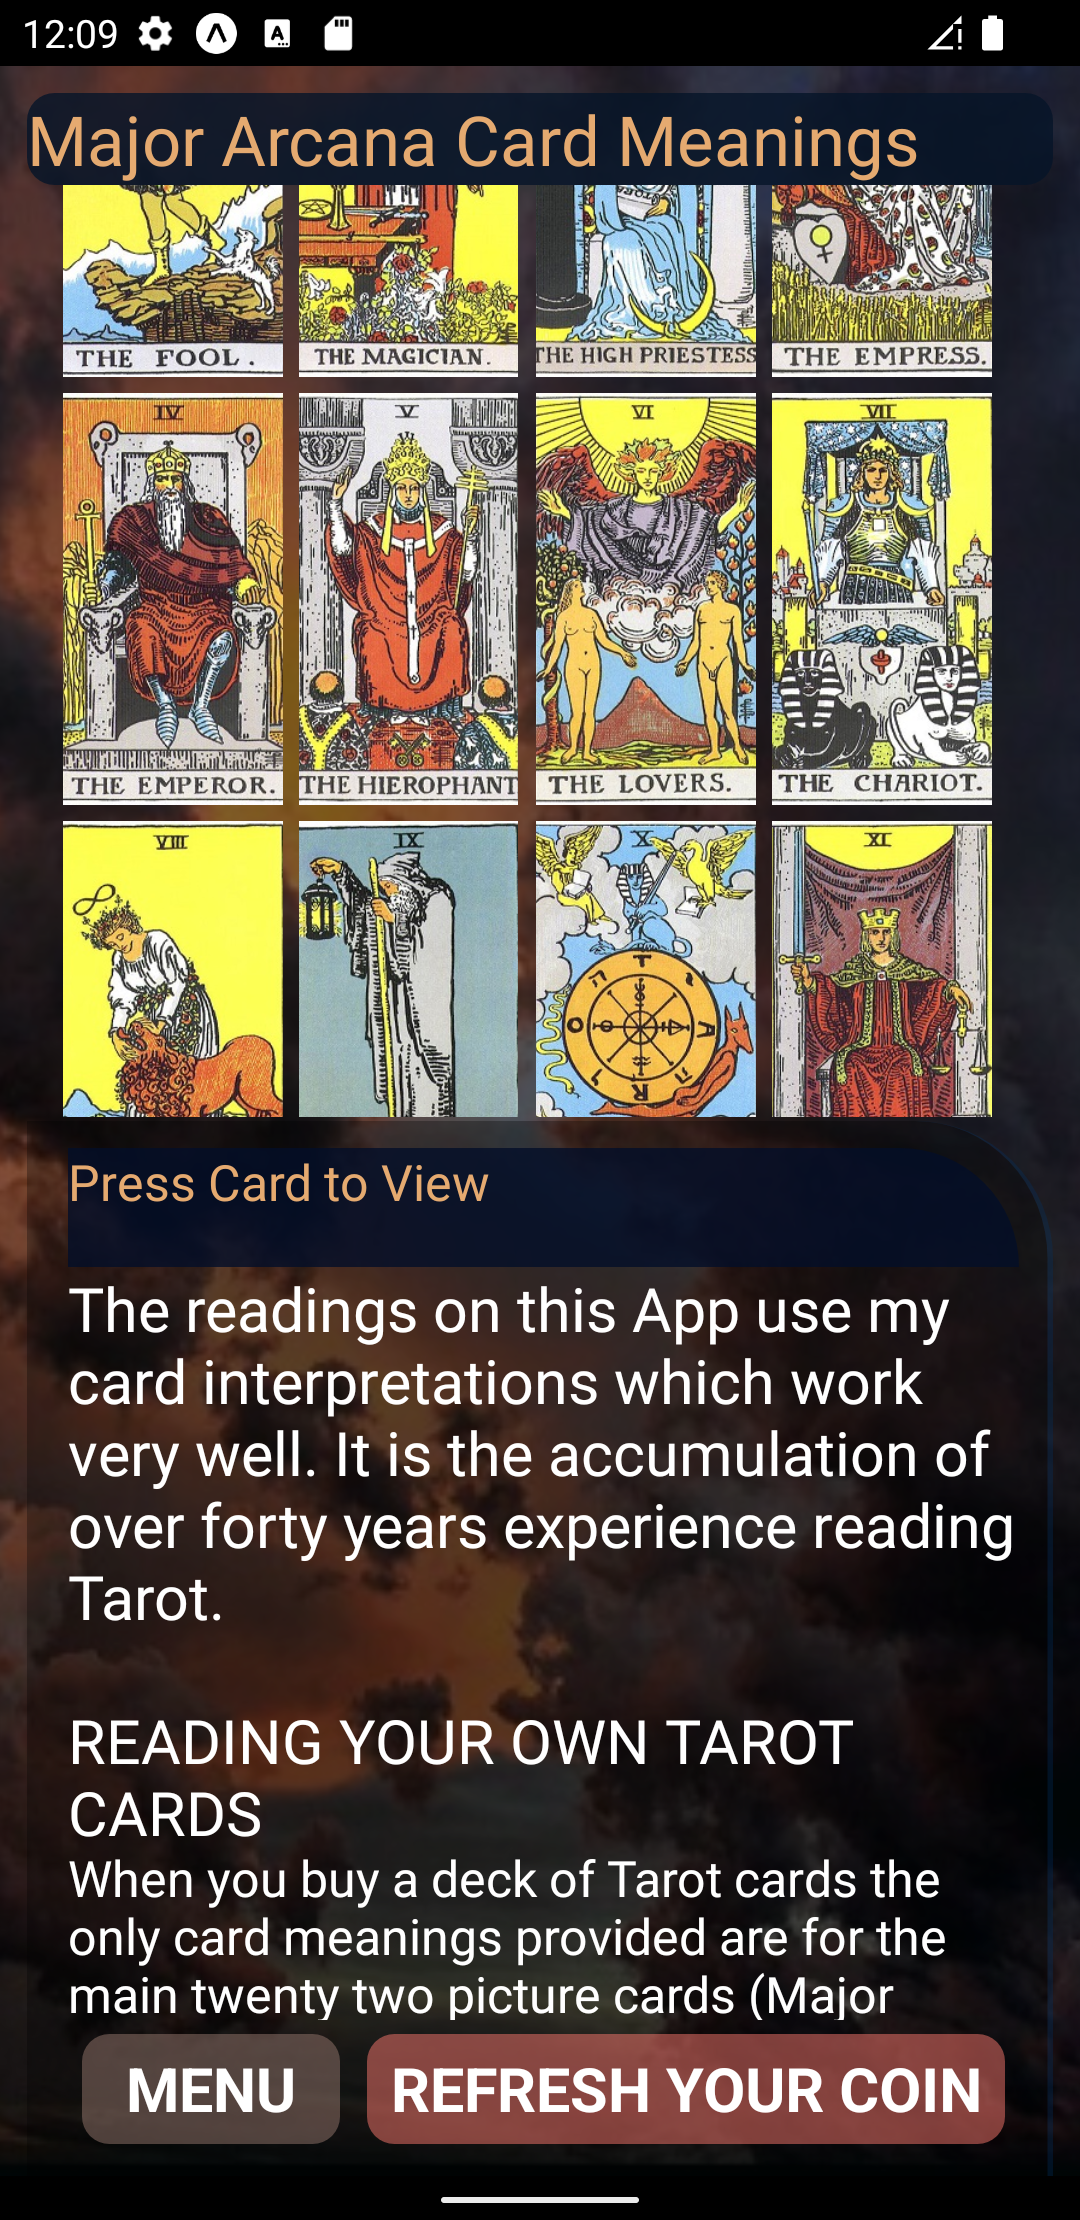 12:09
Major Arcana Card Meanings
THE FOOL.
THE MAGICIAN.
THE HIGH PRIESTESS
THE EMPRESS.
IV
V
VI
VII
THE EMPEROR.
THE HIEROPHANT
THE LOVERS.
THE CHARIOT.
VIII
IX
X
XI
Press Card to View
The readings on this App use my
card interpretations which work
very well. It is the accumulation of
over forty years experience reading
Tarot.
READING YOUR OWN TAROT
CARDS
When you buy a deck of Tarot cards the
only card meanings provided are for the
main twenty two picture cards (Major
MENU
REFRESH YOUR COIN